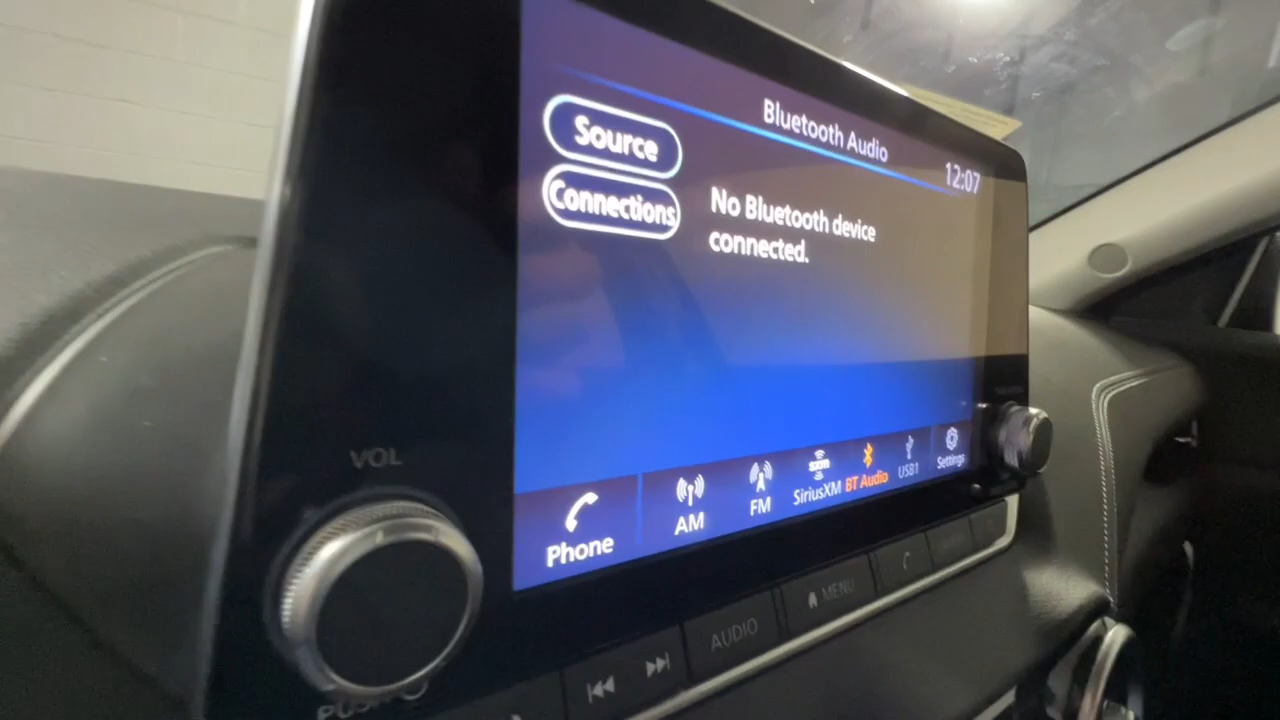 Bluetooth Audio
12:07
Source
Connections
No Bluetooth device
connected.
Phone
AM
FM
sxm
SiriusXM
BT Audio
USB1
Settings
VOL
AUDIO
MENU